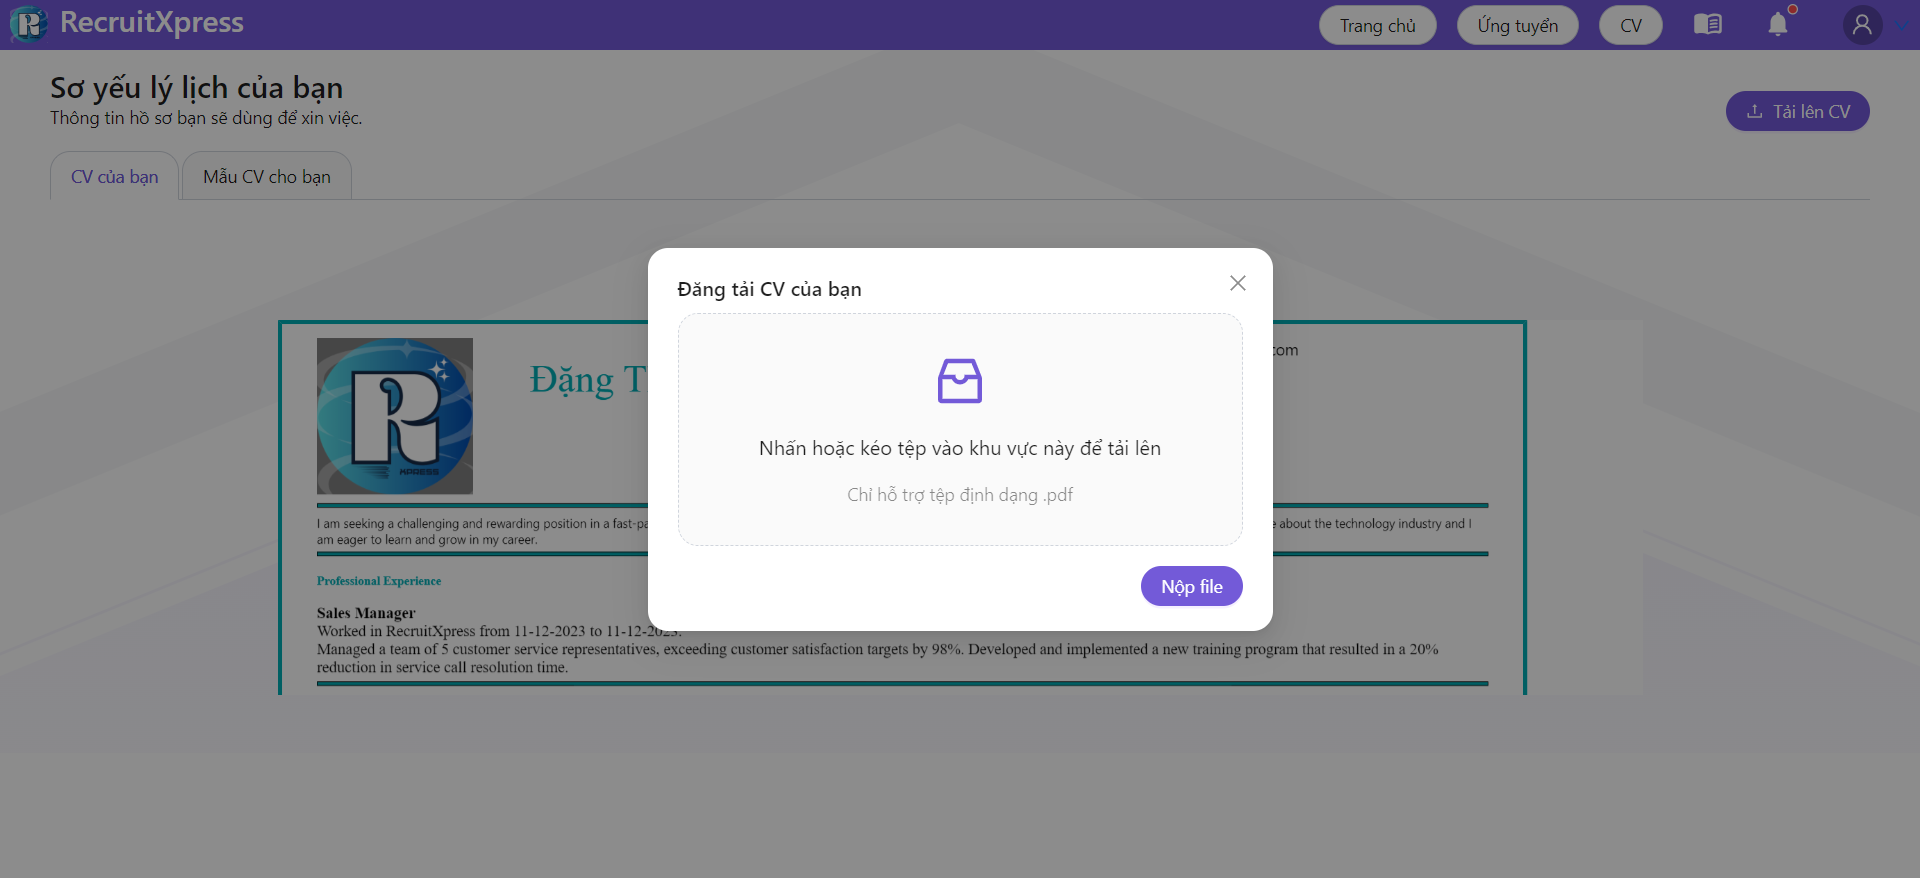 RecruitXpress
Trang chủ
Ứng tuyển
CV
Sơ yếu lý lịch của bạn
Thông tin hồ sơ bạn sẽ dùng để xin việc.
Tải lên CV
CV của bạn
Mẫu CV cho bạn
Đăng tải CV của bạn
Nhấn hoặc kéo tệp vào khu vực này để tải lên
Chỉ hỗ trợ tệp định dạng .pdf
Nộp file
R
XPRESS
Đặng T
com
I am seeking a challenging and rewarding position in a fast-pa
about the technology industry and I
am eager to learn and grow in my career.
Professional Experience
Sales Manager
Worked in RecruitXpress from 11-12-2023 to 11-12-2023.
Managed a team of 5 customer service representatives, exceeding customer satisfaction targets by 98%. Developed and implemented a new training program that resulted in a 20%
reduction in service call resolution time.